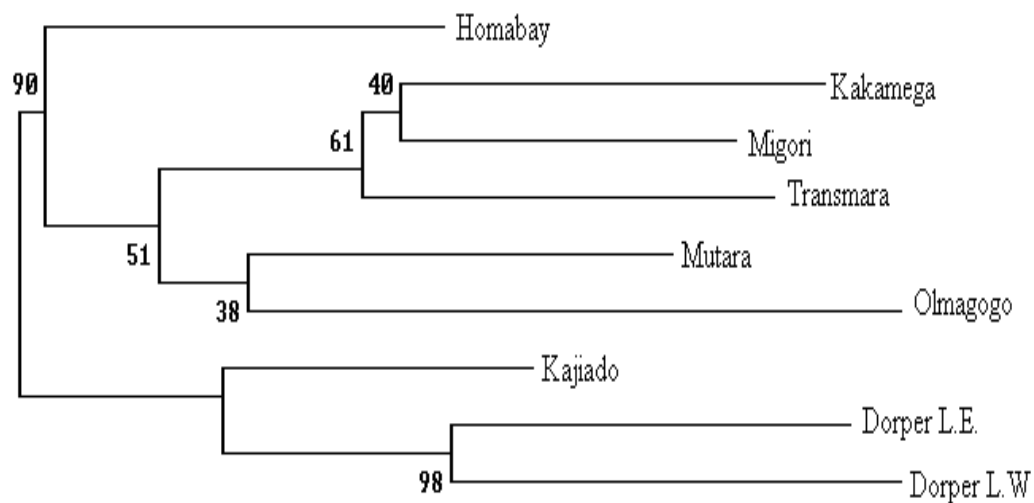 Homabay
90
40
Kakamega
61
Migori
Transmara
51
Mutara
38
Olmagogo
Kajiado
Dorper L.E.
98
Dorper L.W